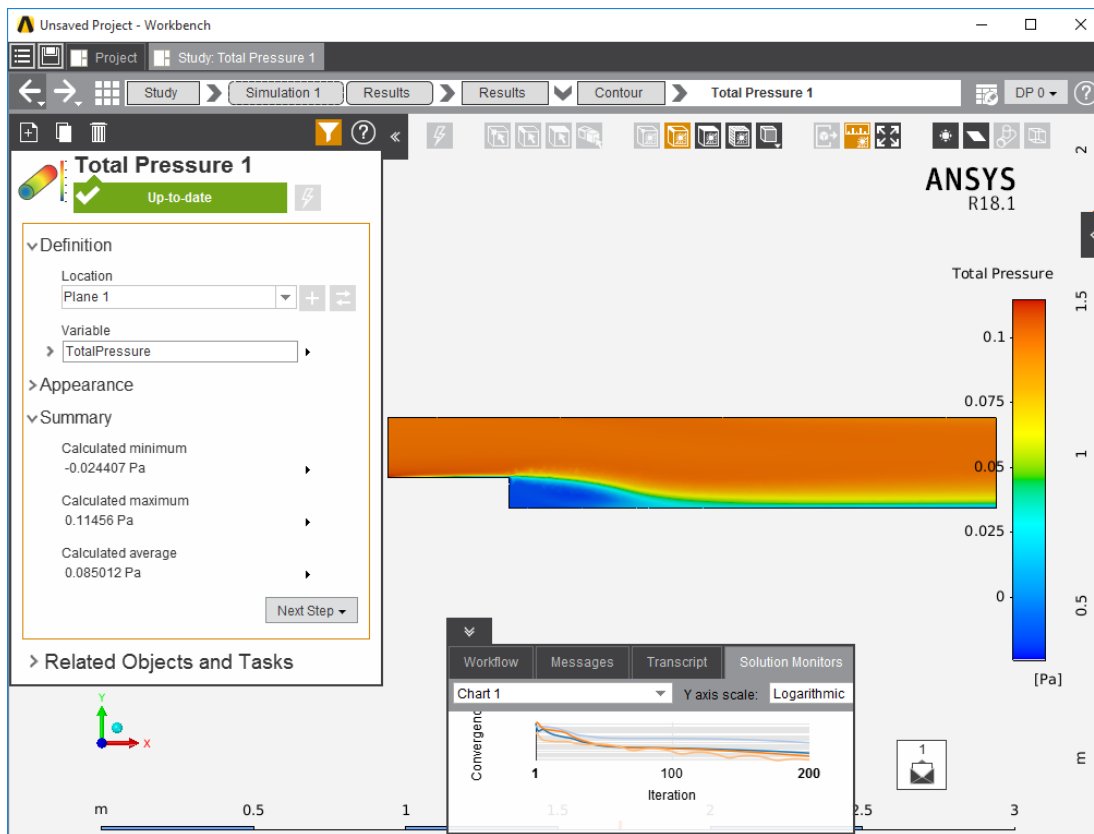 Unsaved Project - Workbench
Project
Study: Total Pressure 1
Study
Simulation 1
Results
Results
Contour
Total Pressure 1
DP 0
Total Pressure 1
Up-to-date
Definition
Location
Plane 1
Variable
TotalPressure
Appearance
Summary
Calculated minimum
-0.024407 Pa
Calculated maximum
0.11456 Pa
Calculated average
0.085012 Pa
Next Step
Related Objects and Tasks
ANSYS
R18.1
Total Pressure
0.1
0.075
0.05
0.025
0
[Pa]
2
1.5
1
0.5
m
Workflow
Messages
Transcript
Solution Monitors
Chart 1
Y axis scale:
Logarithmic
Convergenc
1
100
200
Iteration
1
Y
X
m
0.5
1
1.5
2
2.5
3